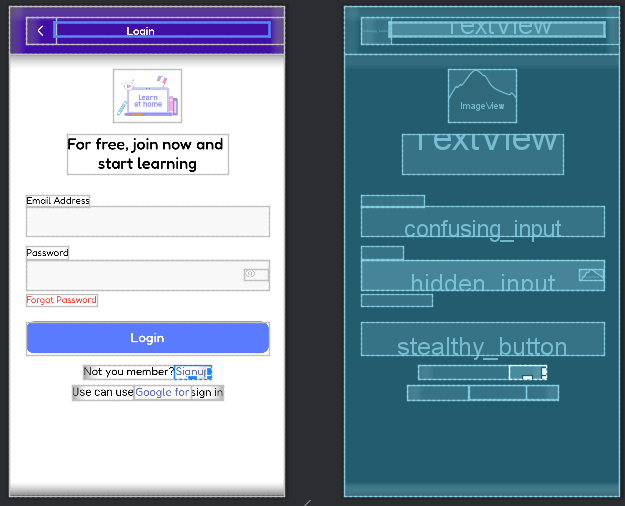 Login
TextView
Learn
at home
ImageView
For free, join now and
start learning
TextView
Email Address
confusing_input
Password
hidden_input
Forgot Password
Login
stealthy_button
Not you member? Signup
Use can use Google for sign in